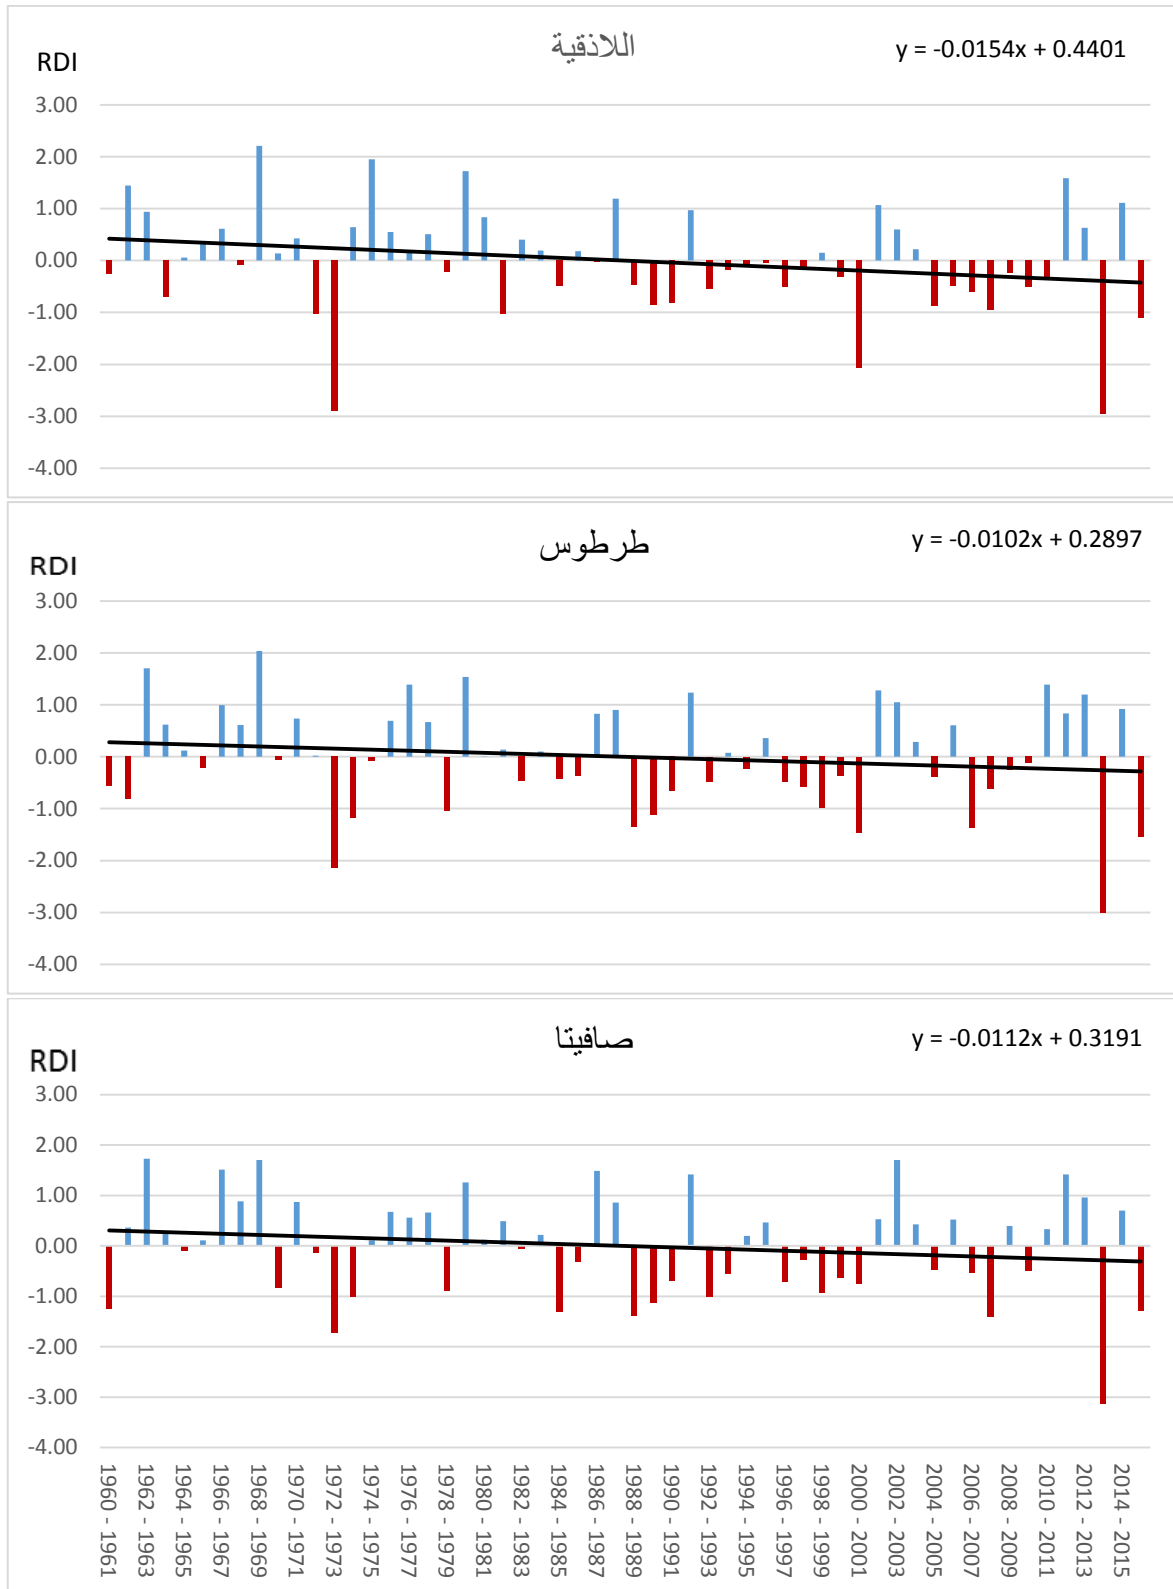 اللاذقية
y = -0.0154x + 0.4401
RDI
3.00
2.00
1.00
0.00
-1.00
-2.00
-3.00
-4.00
طرطوس
y = -0.0102x + 0.2897
RDI
3.00
2.00
1.00
0.00
-1.00
-2.00
-3.00
-4.00
صافيتا
y = -0.0112x + 0.3191
RDI
3.00
2.00
1.00
0.00
-1.00
-2.00
-3.00
-4.00
1960 - 1961
1962 - 1963
1964 - 1965
1966 - 1967
1968 - 1969
1970 - 1971
1972 - 1973
1974 - 1975
1976 - 1977
1978 - 1979
1980 - 1981
1982 - 1983
1984 - 1985
1986 - 1987
1988 - 1989
1990 - 1991
1992 - 1993
1994 - 1995
1996 - 1997
1998 - 1999
2000 - 2001
2002 - 2003
2004 - 2005
2006 - 2007
2008 - 2009
2010 - 2011
2012 - 2013
2014 - 2015